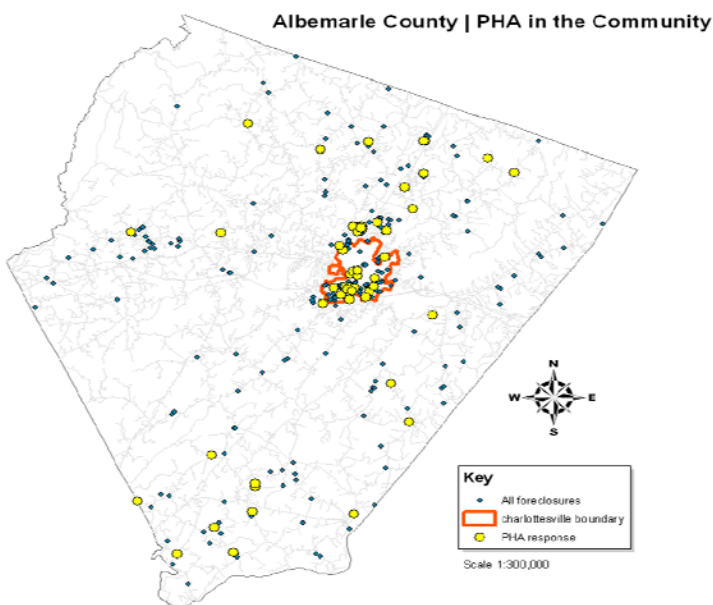 Albemarle County | PHA in the Community
N
W E
S
Key
All foreclosures
charlottesville boundary
PHA response
Scale 1:300,000